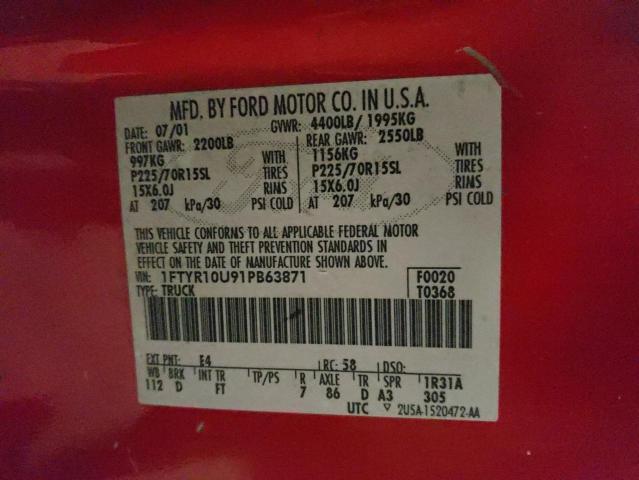 MFD. BY FORD MOTOR CO. IN U.S.A.
DATE: 07/01 GVWR: 4400LB/ 1995KG
FRONT GAWR: 2200LB REAR GAWR: 2550LB
997KG WITH 1156KG WITH
P225/70R15SL TIRES P225/70R15SL TIRES
15X6.0J RIMS 15X6.0J RIMS
AT 207 kPa/30 PSI COLD AT 207 kPa/30 PSI COLD
THIS VEHICLE CONFORMS TO ALL APPLICABLE FEDERAL MOTOR
VEHICLE SAFETY AND THEFT PREVENTION STANDARDS IN
EFFECT ON THE DATE OF MANUFACTURE SHOWN ABOVE.
VIN: 1FTYR10U91PB63871 F0020
TYPE: TRUCK T0368
EXT PNT: E4 RC: 58 DSO:
WB BRK INT TR TP/PS R AXLE TR SPR 1R31A
112 D FT 7 86 D A3 305
UTC ▽ 2U5A-1520472-AA